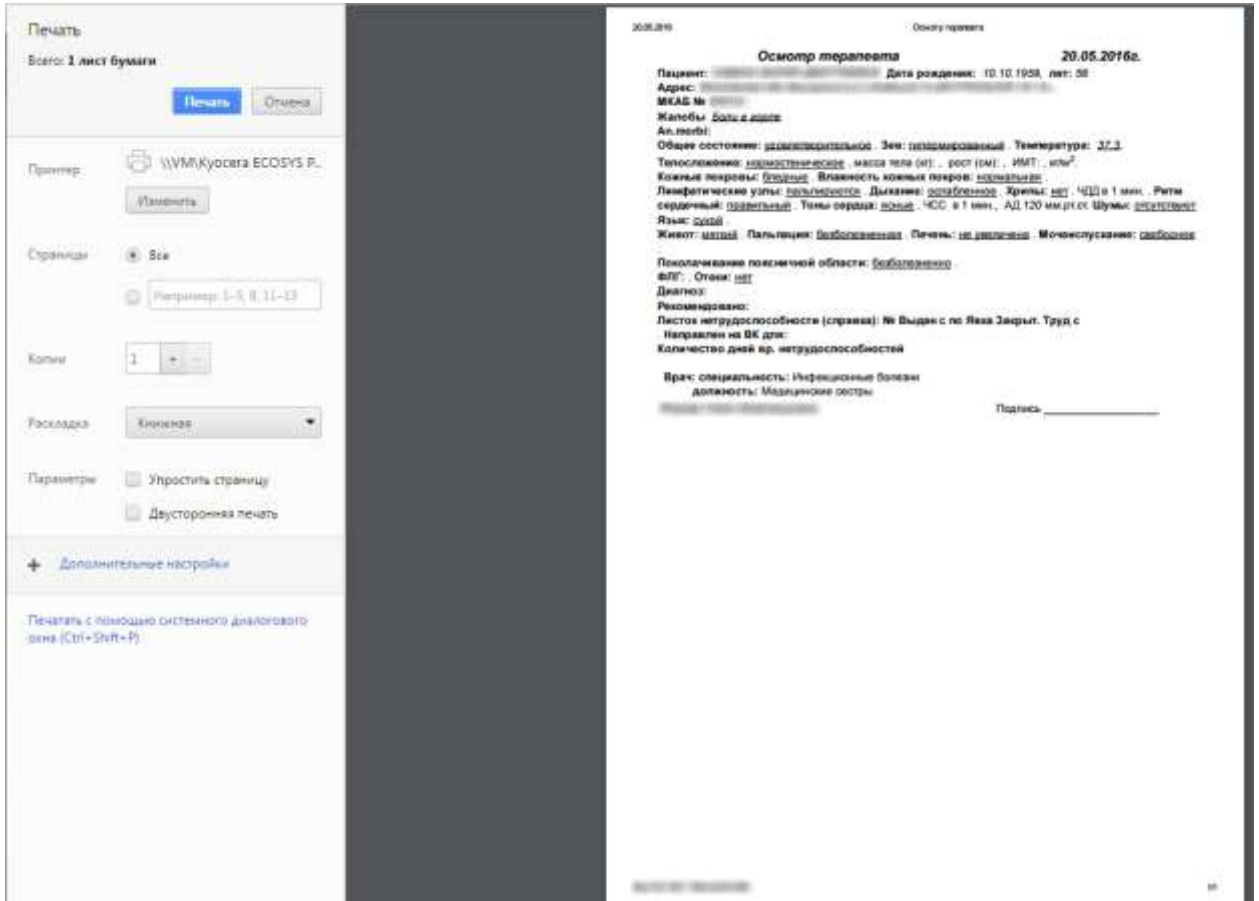 Печать
Всего: 1 лист бумаги
Печать Отмена
Принтер \\VM\Kyocera ECOSYS P...
Изменить
Страницы Все
Например: 1-5, 8, 11-13
Копии 1 + -
Раскладка Книжная
Параметры Упростить страницу
Двусторонняя печать
+ Дополнительные настройки
Печатать с помощью системного диалогового
окна (Ctrl+Shift+P)
20.05.2016 Осмотр терапевта
Осмотр терапевта 20.05.2016г.
Пациент: Дата рождения: 10.10.1959, лет: 56
Адрес:
МКАБ №
Жалобы боли в горле
An.morbi:
Общее состояние: удовлетворительное . Зев: гиперемированный . Температура: 37.3.
Телосложение: нормостеническое , масса тела (кг): , рост (см): , ИМТ: , кг/м²
Кожные покровы: бледные . Влажность кожных покров: нормальная .
Лимфатические узлы: пальпируются . Дыхание: ослабленное . Хрипы: нет . ЧДД в 1 мин. . Ритм
сердечный: правильный . Тоны сердца: ясные . ЧСС в 1 мин., АД 120 мм.рт.ст. Шумы: отсутствуют
Язык: сухой .
Живот: мягкий . Пальпация: безболезненная . Печень: не увеличена . Мочеиспускание: свободное
.
Поколачивание поясничной области: безболезненно .
ФЛГ: . Отеки: нет
Диагноз:
Рекомендовано:
Листок нетрудоспособности (справка): № Выдан с по Явка Закрыт. Труд с
Направлен на ВК для:
Количество дней вр. нетрудоспособностей
Врач: специальность: Инфекционные болезни
должность: Медицинские сестры
Подпись